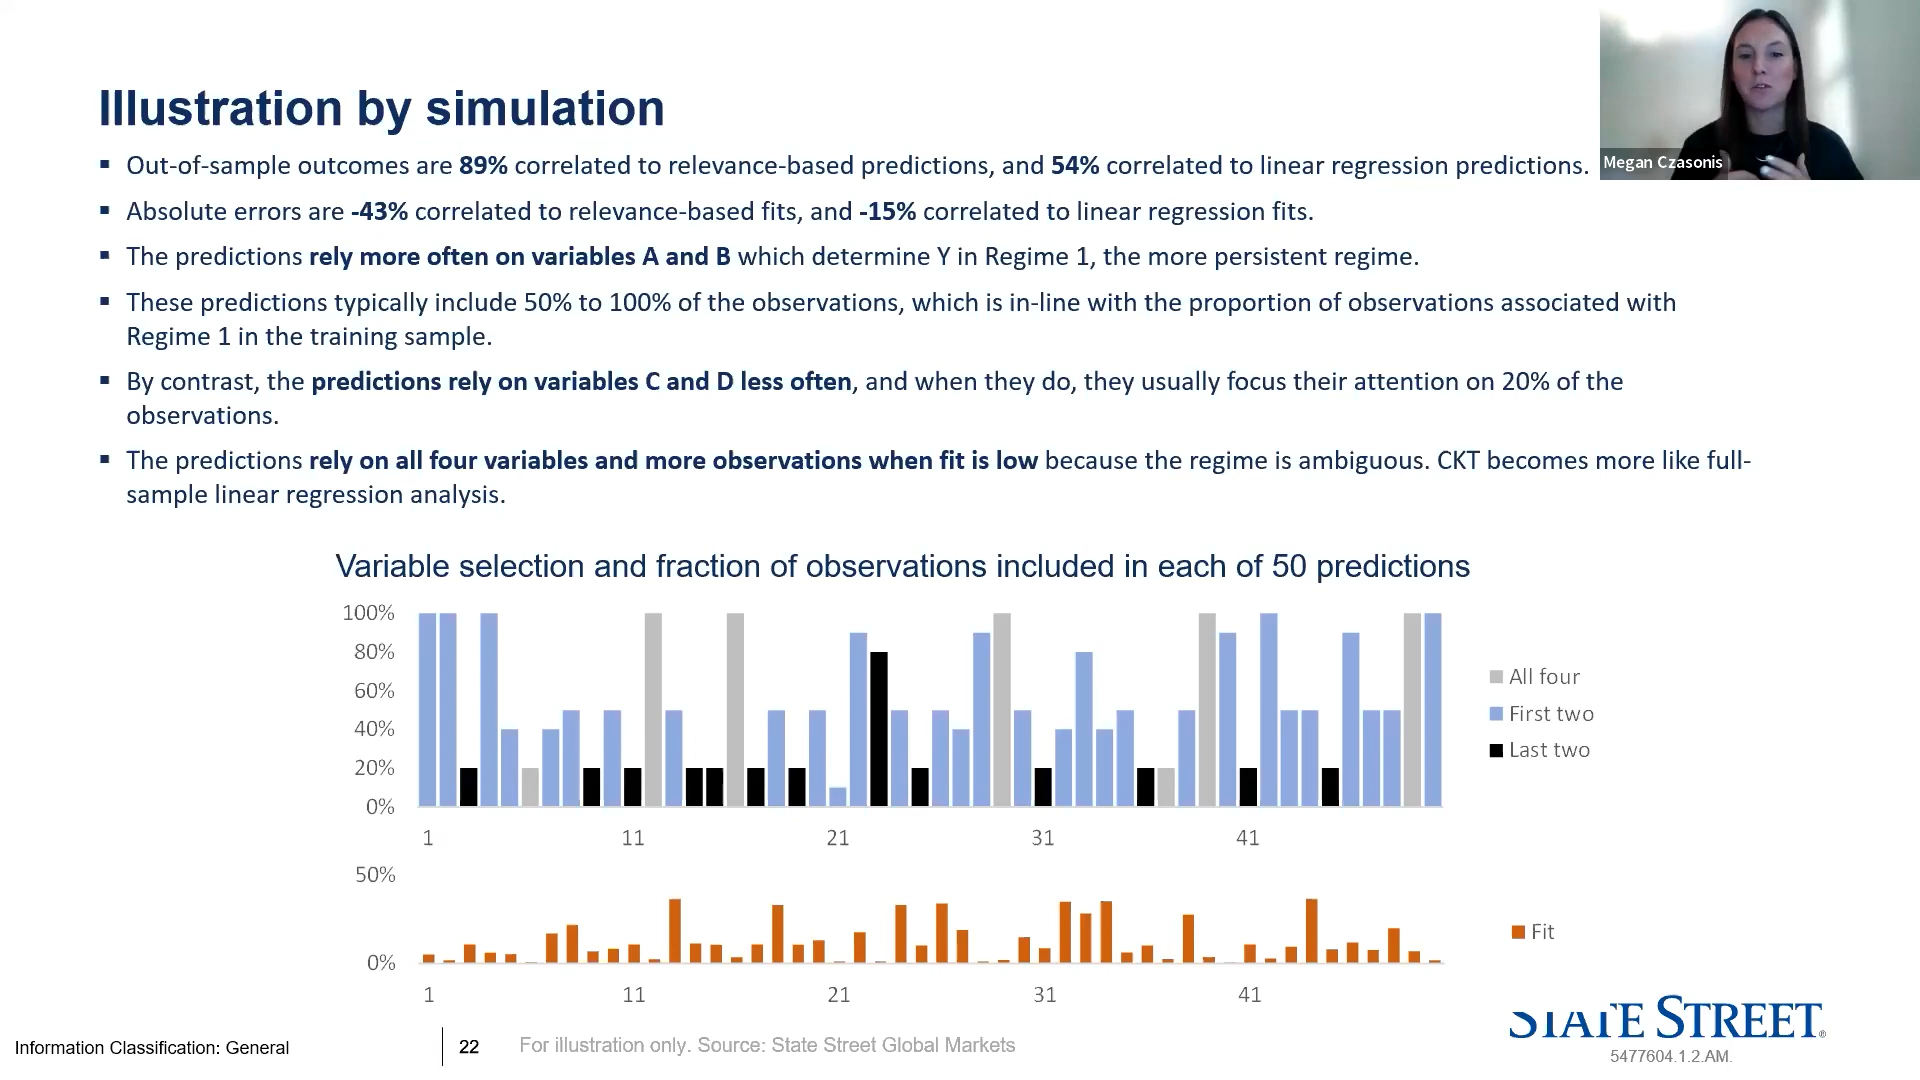 Illustration by simulation
▪ Out-of-sample outcomes are 89% correlated to relevance-based predictions, and 54% correlated to linear regression predictions.
▪ Absolute errors are -43% correlated to relevance-based fits, and -15% correlated to linear regression fits.
▪ The predictions rely more often on variables A and B which determine Y in Regime 1, the more persistent regime.
▪ These predictions typically include 50% to 100% of the observations, which is in-line with the proportion of observations associated with
Regime 1 in the training sample.
▪ By contrast, the predictions rely on variables C and D less often, and when they do, they usually focus their attention on 20% of the
observations.
▪ The predictions rely on all four variables and more observations when fit is low because the regime is ambiguous. CKT becomes more like full-
sample linear regression analysis.
Megan Czasonis
Variable selection and fraction of observations included in each of 50 predictions
100%
80%
60%
40%
20%
0%
1 11 21 31 41
All four
First two
Last two
50%
0%
1 11 21 31 41
Fit
Information Classification: General
22
For illustration only. Source: State Street Global Markets
STATE STREET®
5477604.1.2.AM.